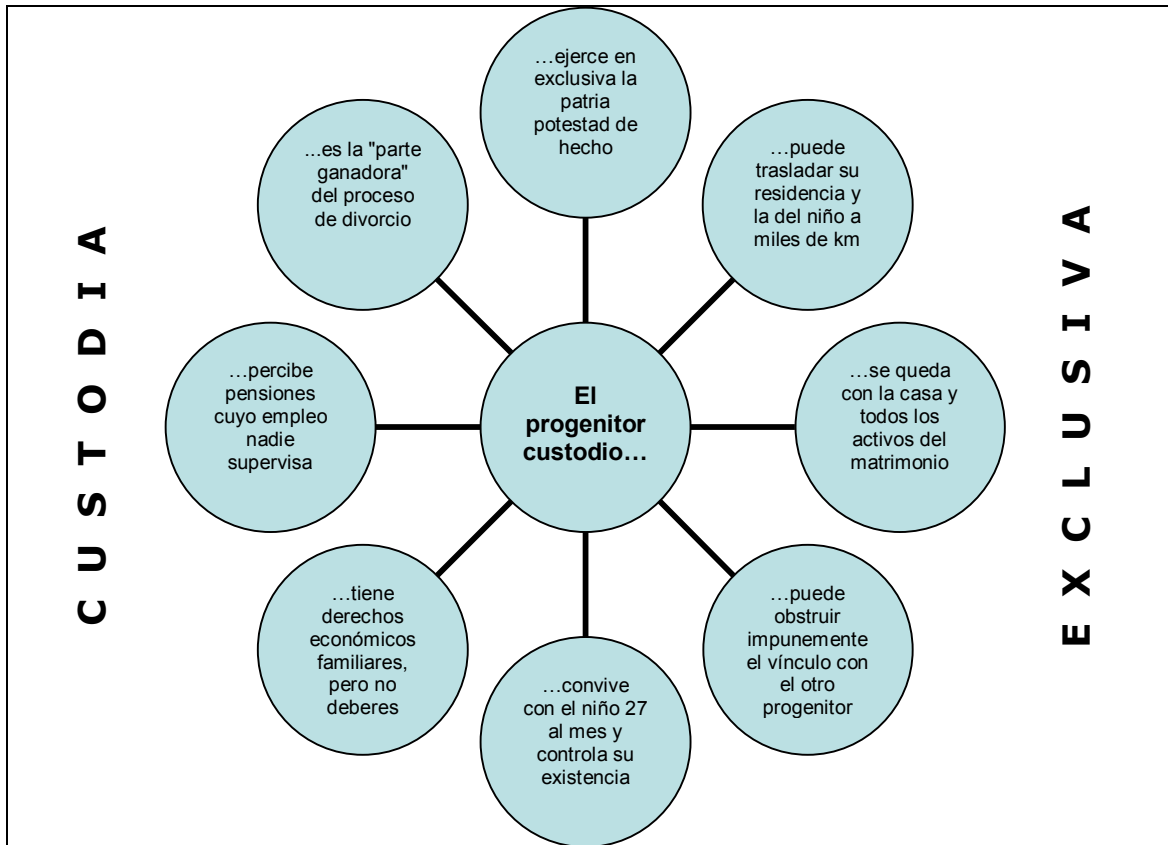 …ejerce en
exclusiva la
patria
potestad de
hecho
…puede
trasladar su
residencia y
la del niño a
miles de km
…se queda
con la casa y
todos los
activos del
matrimonio
…puede
obstruir
impunemente
el vínculo con
el otro
progenitor
…convive
con el niño 27
al mes y
controla su
existencia
…tiene
derechos
económicos
familiares,
pero no
deberes
…percibe
pensiones
cuyo empleo
nadie
supervisa
...es la "parte
ganadora"
del proceso
de divorcio
El
progenitor
custodio…
CUSTODIA
EXCLUSIVA